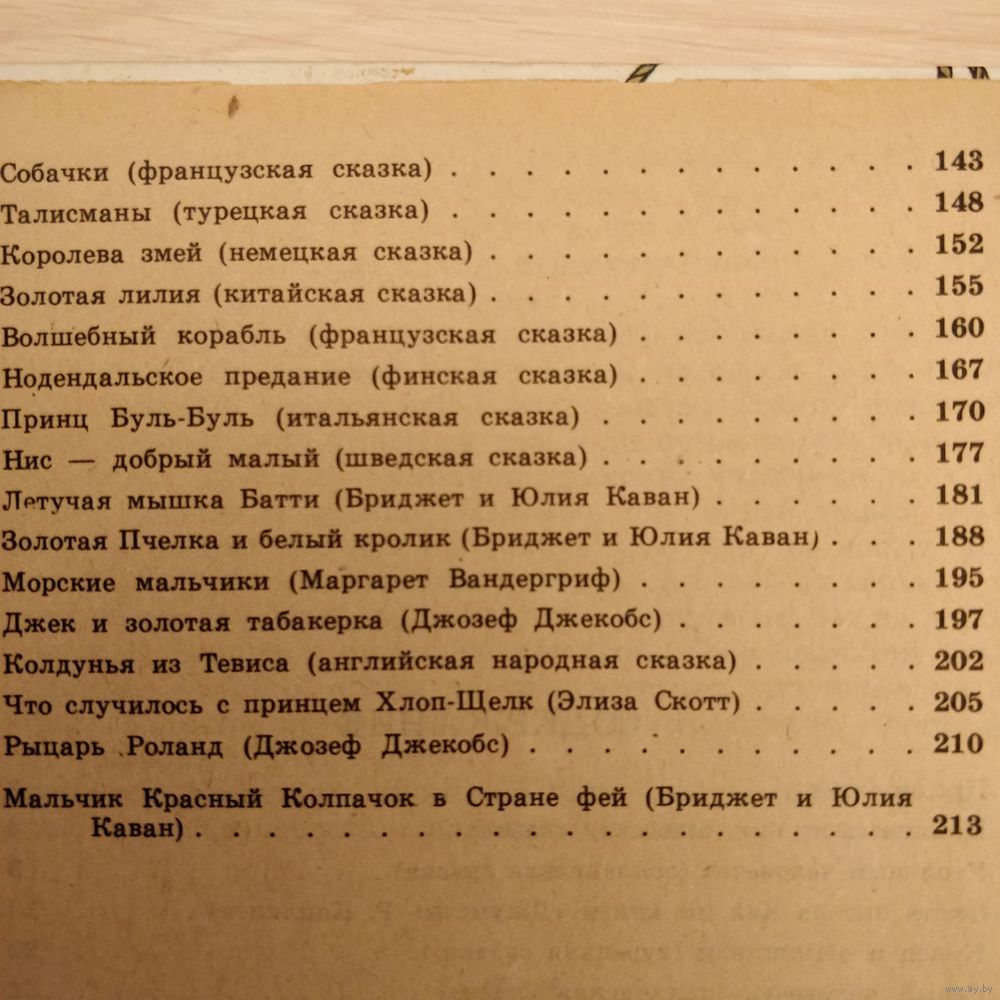 Собачки (французская сказка) . . . . . . . . . . . . . 143
Талисманы (турецкая сказка) . . . . . . . . . . . . . 148
Королева змей (немецкая сказка) . . . . . . . . . . . . 152
Золотая лилия (китайская сказка) . . . . . . . . . . . . 155
Волшебный корабль (французская сказка) . . . . . . . . 160
Нодендальское предание (финская сказка) . . . . . . . . 167
Принц Буль-Буль (итальянская сказка) . . . . . . . . . 170
Нис — добрый малый (шведская сказка) . . . . . . . . . 177
Летучая мышка Батти (Бриджет и Юлия Каван) . . . . . . 181
Золотая Пчелка и белый кролик (Бриджет и Юлия Каван) . . . 188
Морские мальчики (Маргарет Вандергриф) . . . . . . . . 195
Джек и золотая табакерка (Джозеф Джекобс) . . . . . . . 197
Колдунья из Тевиса (английская народная сказка) . . . . . 202
Что случилось с принцем Хлоп-Щелк (Элиза Скотт) . . . . . 205
Рыцарь Роланд (Джозеф Джекобс) . . . . . . . . . . . 210
Мальчик Красный Колпачок в Стране фей (Бриджет и Юлия
Каван) . . . . . . . . . . . . . . . . . . . . 213
www.ay.by